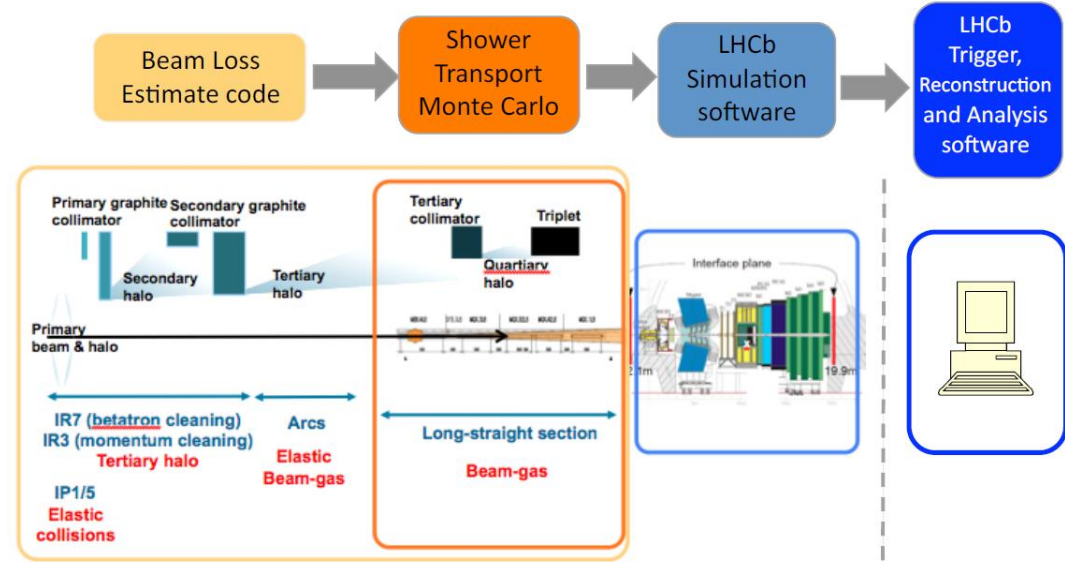 Beam Loss
Estimate code
Shower
Transport
Monte Carlo
LHCb
Simulation
software
LHCb
Trigger,
Reconstruction
and Analysis
software
Primary graphite
collimator
Secondary graphite
collimator
Secondary
halo
Tertiary
halo
Primary
beam & halo
IR7 (betatron cleaning)
IR3 (momentum cleaning)
Tertiary halo
IP1/5
Elastic
collisions
Arcs
Elastic
Beam-gas
Tertiary
collimator
Triplet
Quartiary
halo
Long-straight section
Beam-gas
Interface plane
2.1m
19.9m